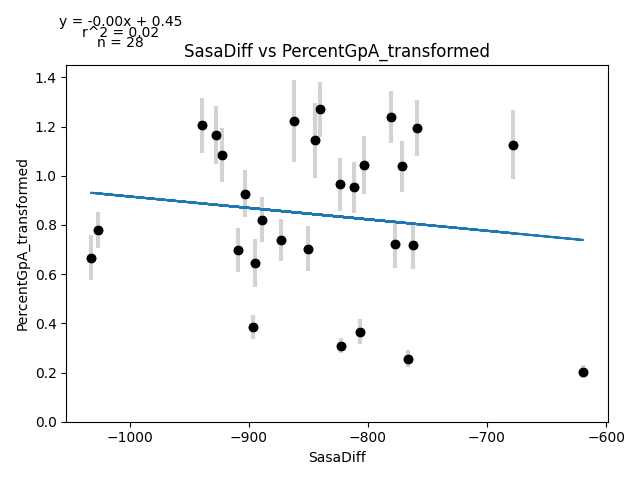 y = -0.00x + 0.45
r^2 = 0.02
n = 28
SasaDiff vs PercentGpA_transformed
PercentGpA_transformed
1.4
1.2
1.0
0.8
0.6
0.4
0.2
0.0
−1000 −900 −800 −700 −600
SasaDiff